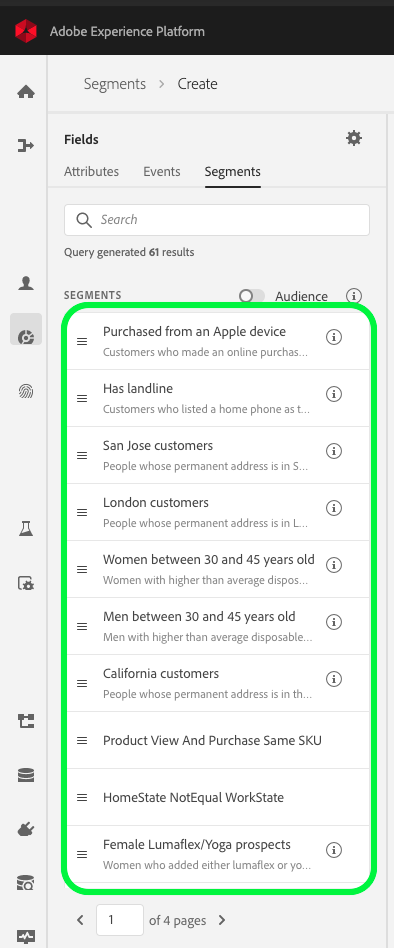 Adobe Experience Platform
Segments > Create
Fields
Attributes Events Segments
Search
Query generated 61 results
SEGMENTS Audience
Purchased from an Apple device
Customers who made an online purchas...
Has landline
Customers who listed a home phone as t...
San Jose customers
People whose permanent address is in S...
London customers
People whose permanent address is in L...
Women between 30 and 45 years old
Women with higher than average dispos...
Men between 30 and 45 years old
Men with higher than average disposable...
California customers
People whose permanent address is in th...
Product View And Purchase Same SKU
HomeState NotEqual WorkState
Female Lumaflex/Yoga prospects
Women who added either lumaflex or yo...
< 1 of 4 pages >